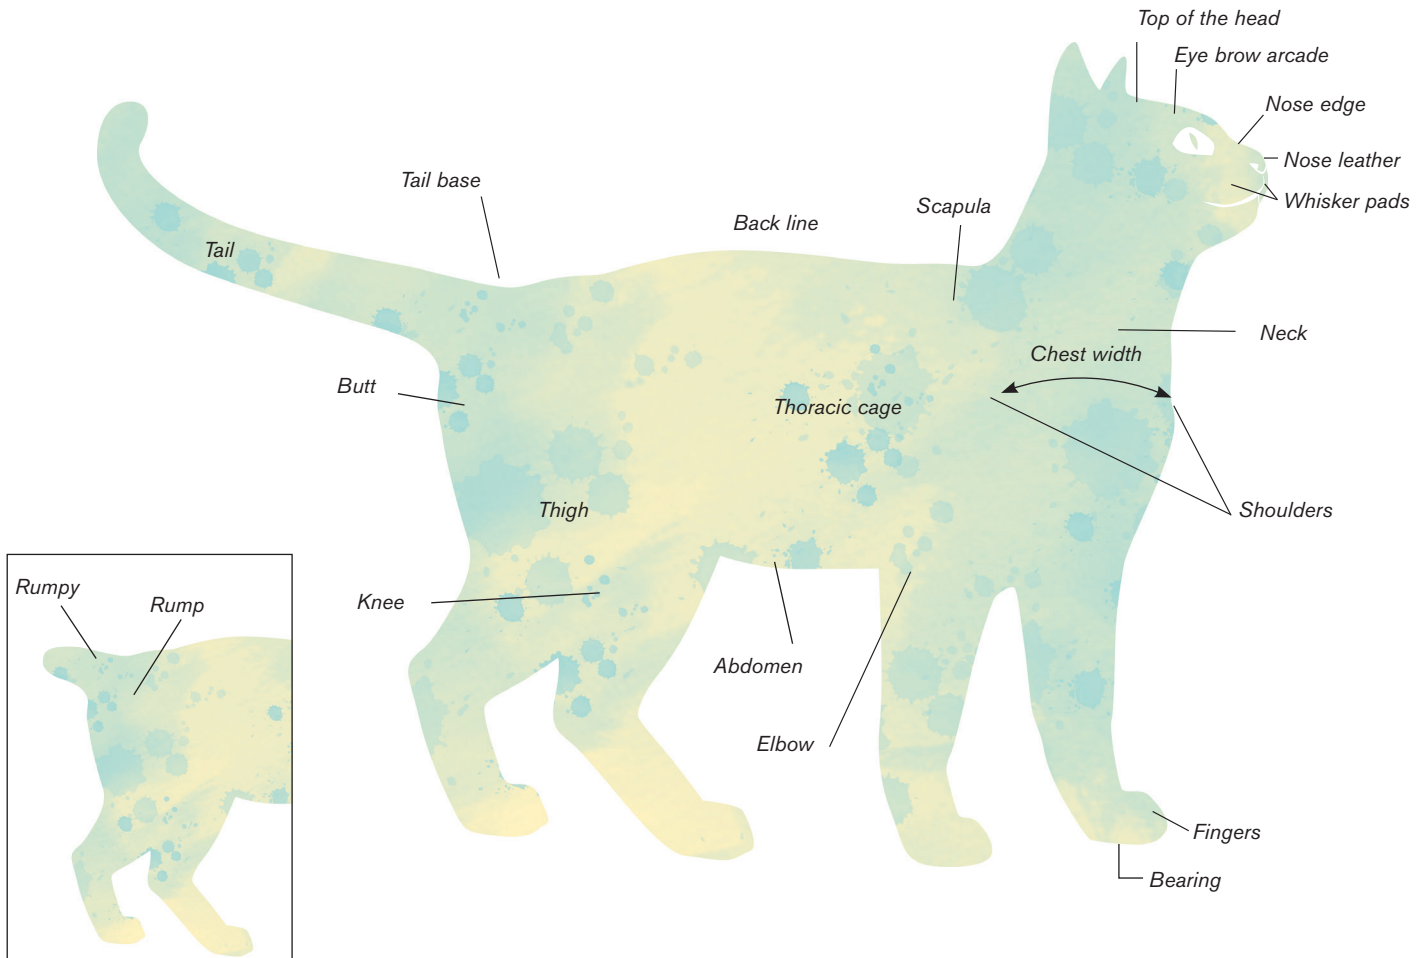 Top of the head
Eye brow arcade
Nose edge
Nose leather
Whisker pads
Tail base
Scapula
Back line
Tail
Neck
Chest width
Butt
Thoracic cage
Shoulders
Thigh
Knee
Abdomen
Elbow
Fingers
Bearing
Rumpy
Rump